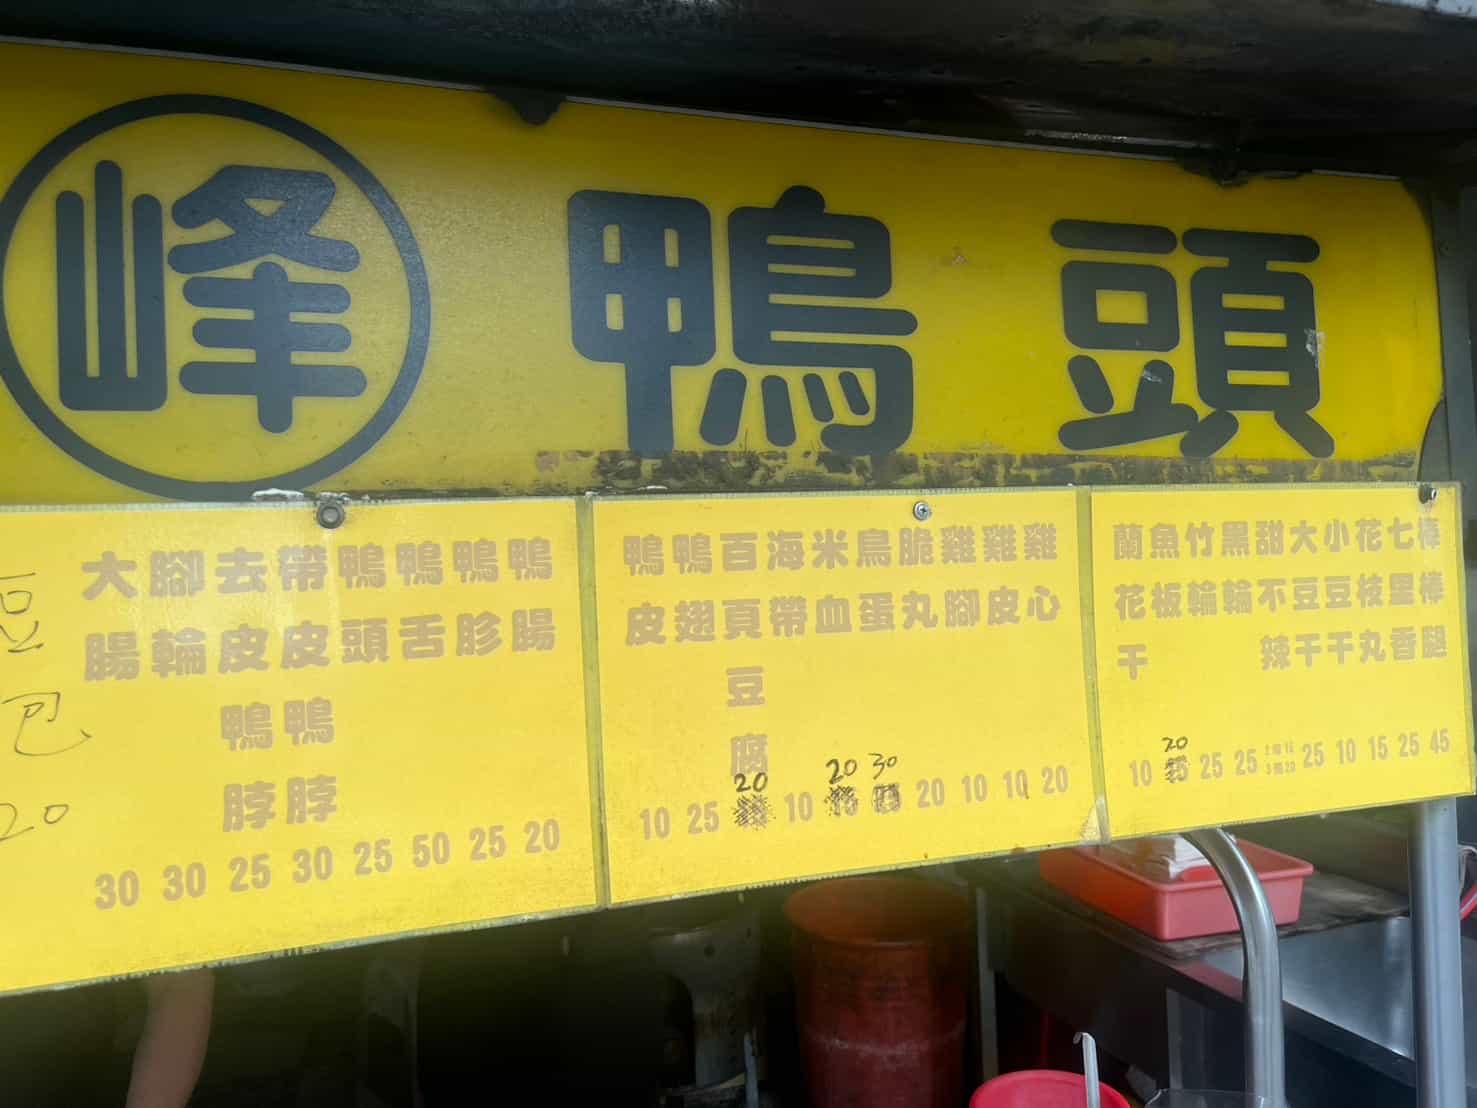 峰 鴨頭
豆包 20
大腸 30
腳輪 30
去皮鴨脖 25
帶皮鴨脖 30
鴨頭 25
鴨舌 50
鴨胗 25
鴨腸 20
鴨皮 10
鴨翅 25
百頁豆腐 20
海帶 10
米血 20
鳥蛋 30
脆丸 20
雞腳 10
雞皮 10
雞心 20
蘭花干 10
魚板 20
竹輪 25
黑輪 25
甜不辣
大豆干 25
小豆干 10
花枝丸 15
七里香 25
棒棒腿 45